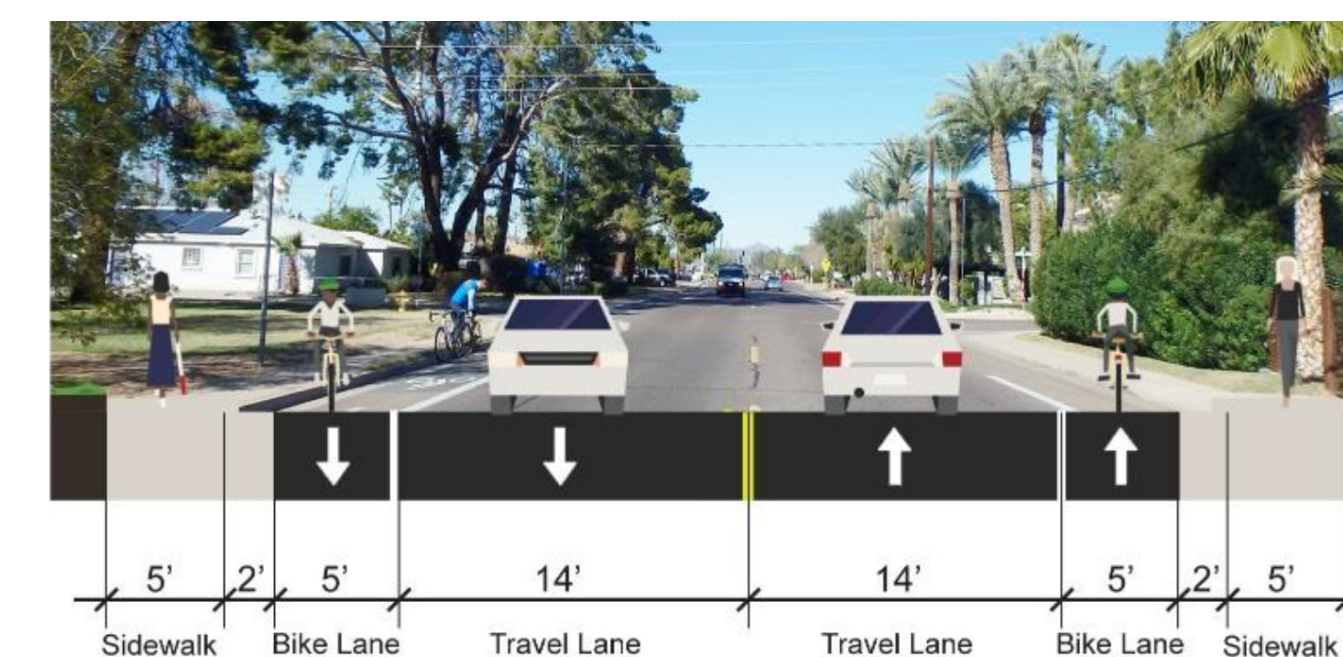 5’ 2’ 5’ 14’ 14’ 5’ 2’ 5’
Sidewalk Bike Lane Travel Lane Travel Lane Bike Lane Sidewalk